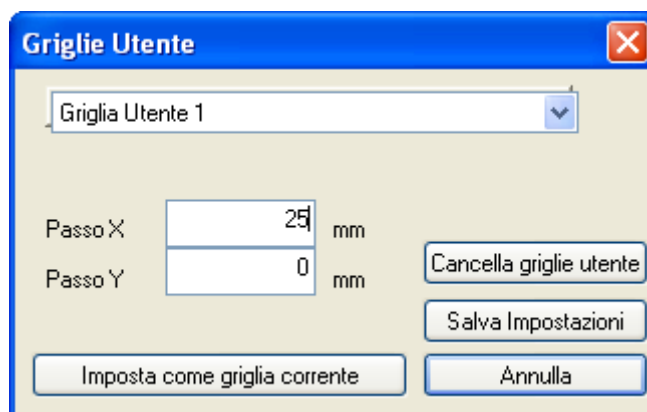 Griglie Utente
Griglia Utente 1
Passo X 25 mm
Passo Y 0 mm
Cancella griglie utente
Salva Impostazioni
Imposta come griglia corrente Annulla